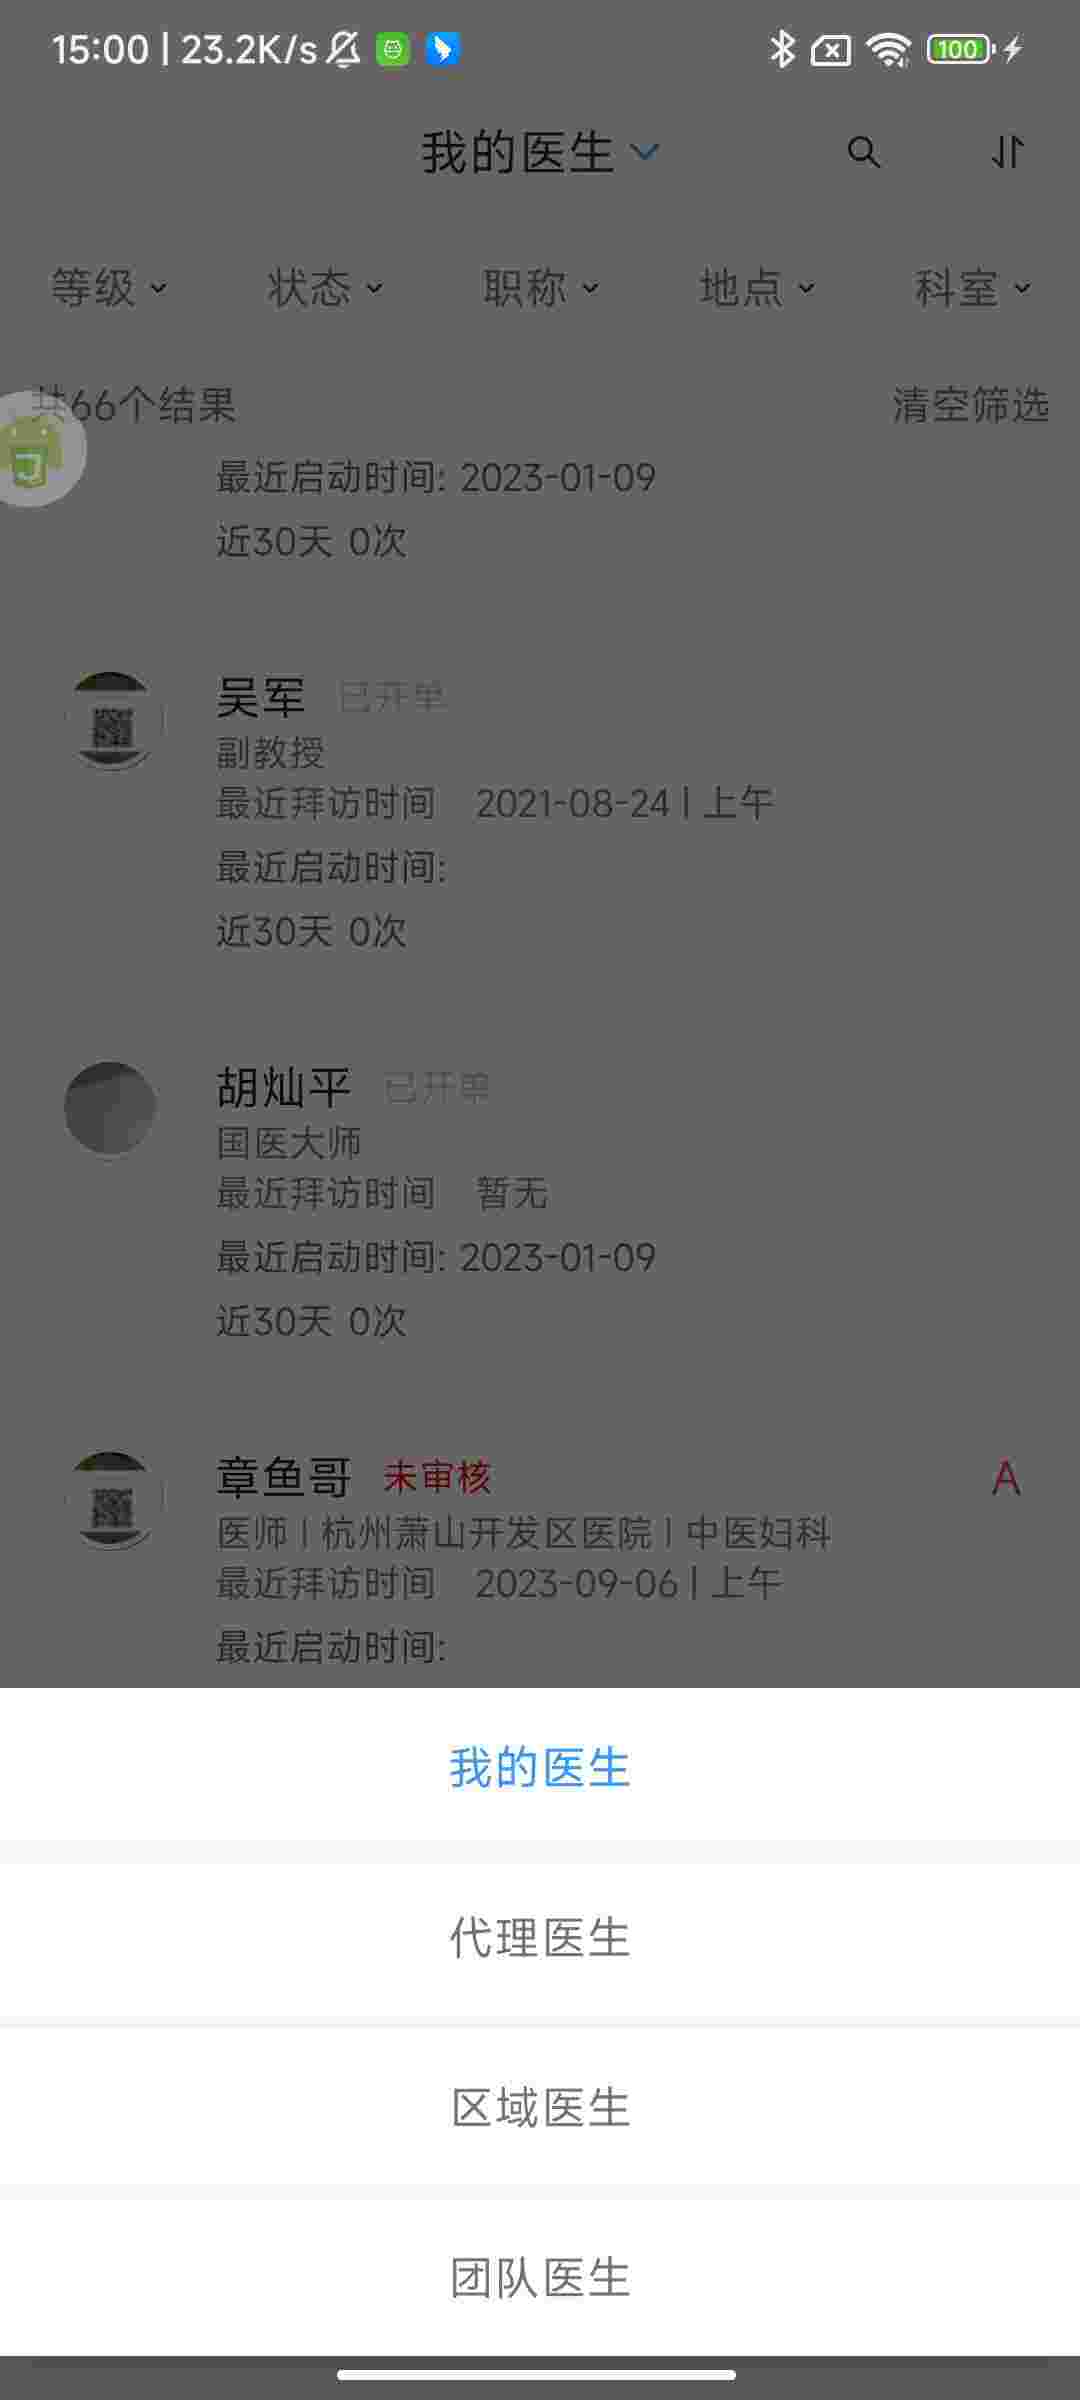 15:00 | 23.2K/s
100
我的医生
等级 状态 职称 地点 科室
共66个结果 清空筛选
最近启动时间: 2023-01-09
近30天 0次
吴军 已开单
副教授
最近拜访时间 2021-08-24 | 上午
最近启动时间:
近30天 0次
胡灿平 已开单
国医大师
最近拜访时间 暂无
最近启动时间: 2023-01-09
近30天 0次
章鱼哥 未审核 A
医师 | 杭州萧山开发区医院 | 中医妇科
最近拜访时间 2023-09-06 | 上午
最近启动时间:
我的医生
代理医生
区域医生
团队医生